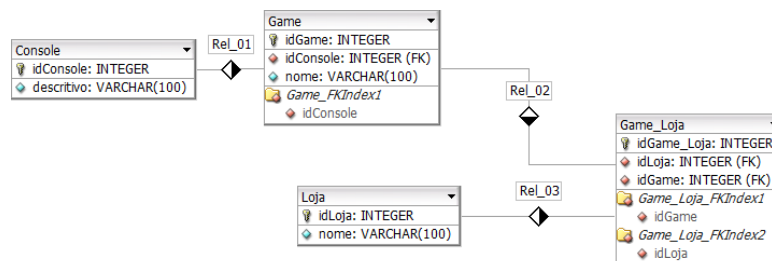 Console
idConsole: INTEGER
descritivo: VARCHAR(100)
Rel_01
Game
idGame: INTEGER
idConsole: INTEGER (FK)
nome: VARCHAR(100)
Game_FKIndex1
idConsole
Rel_02
Game_Loja
idGame_Loja: INTEGER
idLoja: INTEGER (FK)
idGame: INTEGER (FK)
Game_Loja_FKIndex1
idGame
Game_Loja_FKIndex2
idLoja
Rel_03
Loja
idLoja: INTEGER
nome: VARCHAR(100)